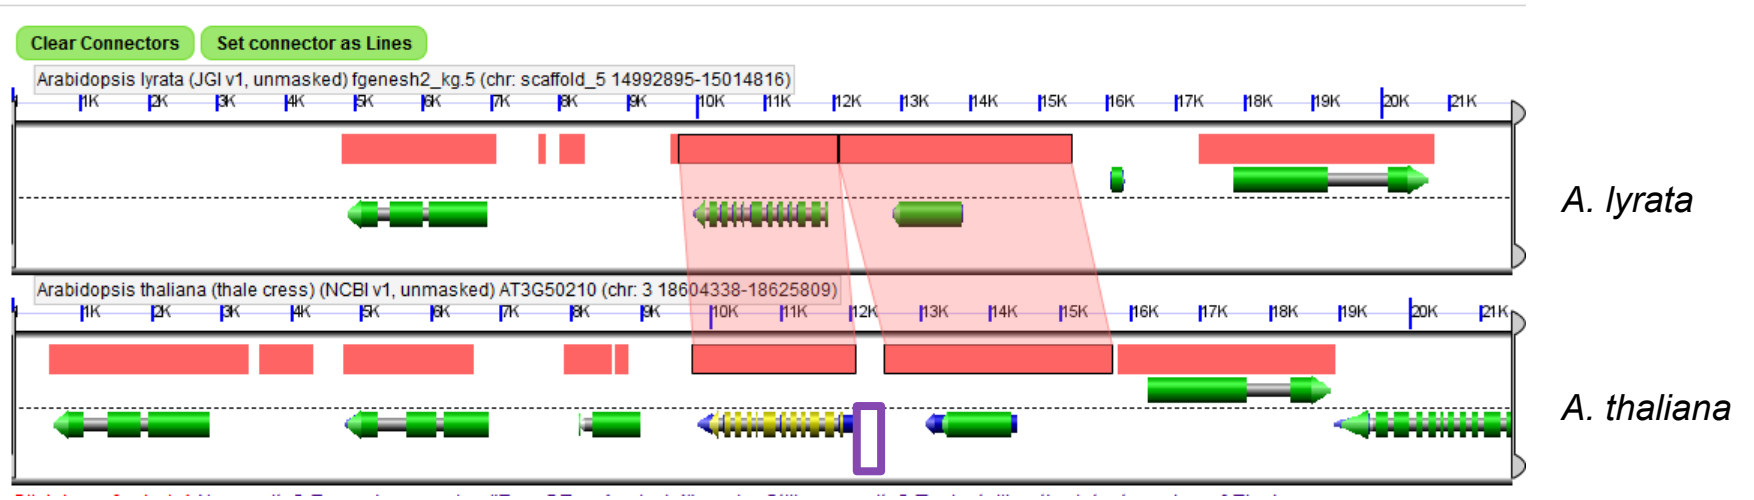 Clear Connectors Set connector as Lines
Arabidopsis lyrata (JGI v1, unmasked) fgenesh2_kg.5 (chr: scaffold_5 14992895-15014816)
1K 2K 3K 4K 5K 6K 7K 8K 9K 10K 11K 12K 13K 14K 15K 16K 17K 18K 19K 20K 21K
A. lyrata
Arabidopsis thaliana (thale cress) (NCBI v1, unmasked) AT3G50210 (chr: 3 18604338-18625809)
1K 2K 3K 4K 5K 6K 7K 8K 9K 10K 11K 12K 13K 14K 15K 16K 17K 18K 19K 20K 21K
A. thaliana